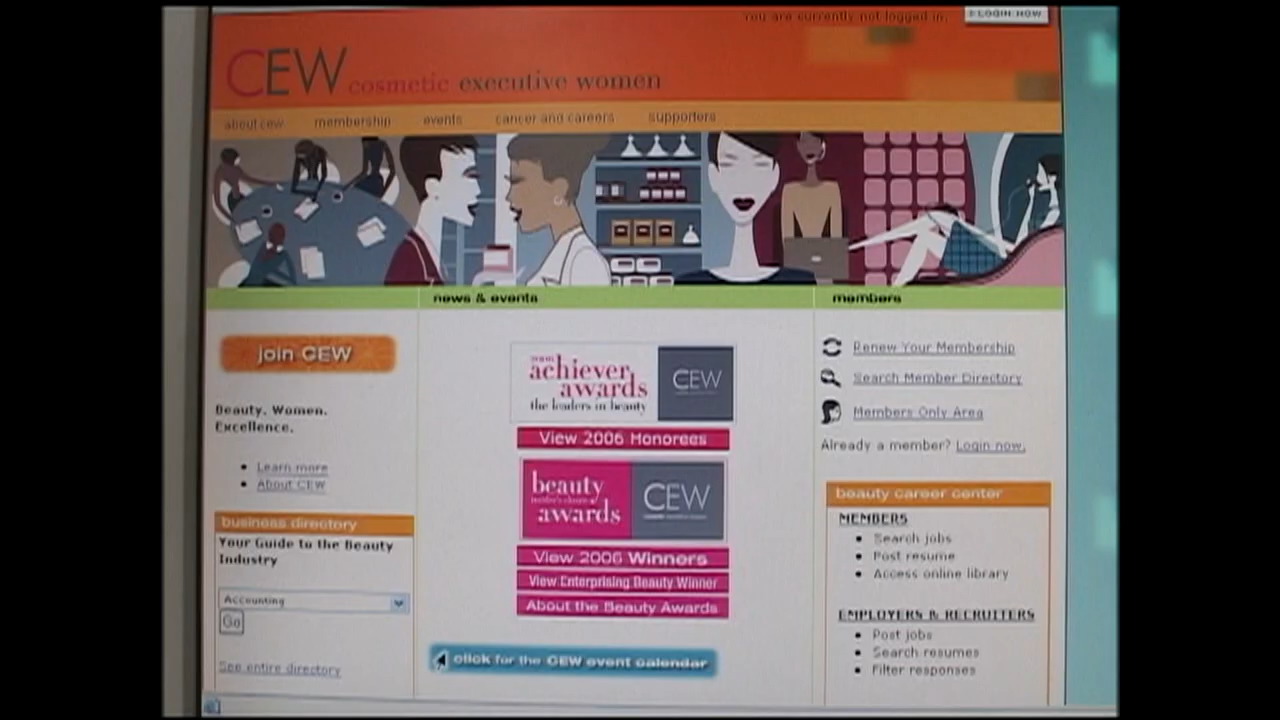 You are currently not logged in.
LOGIN NOW
CEW cosmetic executive women
about cew
membership
events
cancer and careers
supporters
news & events
members
join CEW
Beauty. Women.
Excellence.
Learn more
About CEW
business directory
Your Guide to the Beauty
Industry
Accounting
Go
See entire directory
achiever
awards
the leaders in beauty
CEW
View 2006 Honorees
beauty
awards
CEW
View 2006 Winners
View Enterprising Beauty Winner
About the Beauty Awards
click for the CEW event calendar
Renew Your Membership
Search Member Directory
Members Only Area
Already a member? Login now.
beauty career center
MEMBERS
Search jobs
Post resume
Access online library
EMPLOYERS & RECRUITERS
Post jobs
Search resumes
Filter responses